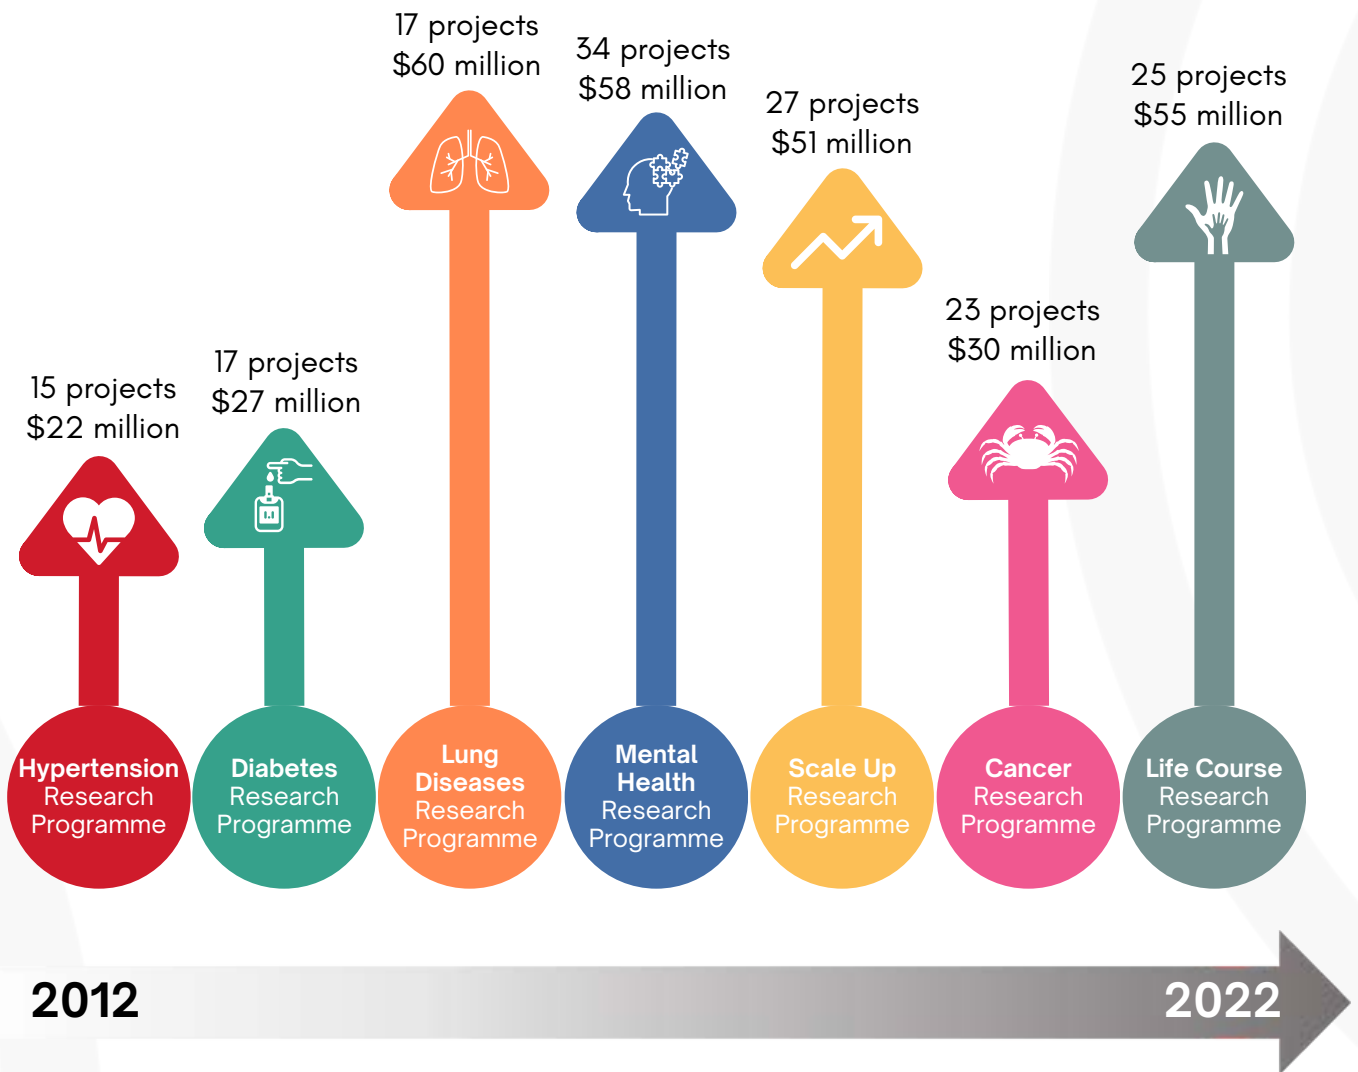 17 projects
$60 million
34 projects
$58 million
27 projects
$51 million
25 projects
$55 million
23 projects
$30 million
17 projects
$27 million
15 projects
$22 million
1.1
Hypertension
Research
Programme
Diabetes
Research
Programme
Lung
Diseases
Research
Programme
Mental
Health
Research
Programme
Scale Up
Research
Programme
Cancer
Research
Programme
Life Course
Research
Programme
2012
2022